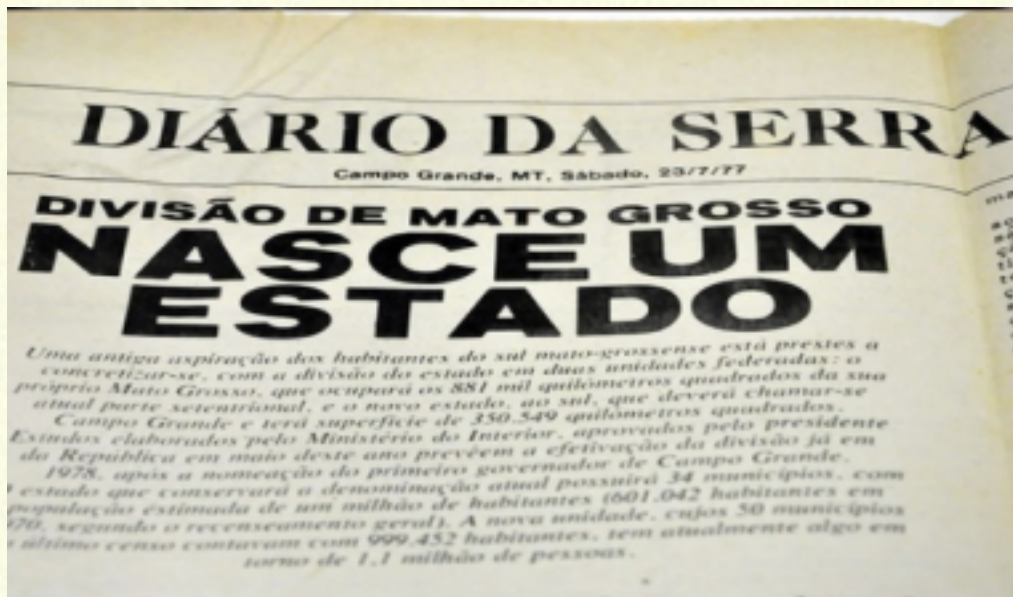 DIÁRIO DA SERRA
Campo Grande, MT, Sábado, 23/7/77
DIVISÃO DE MATO GROSSO
NASCE UM
ESTADO
Uma antiga aspiração dos habitantes do sul mato-grossense está prestes a
concretizar-se, com a divisão do estado em duas unidades federadas: o
próprio Mato Grosso, que ocupará os 881 mil quilômetros quadrados da sua
atual parte setentrional, e o novo estado, ao sul, que deverá chamar-se
Campo Grande e terá superfície de 350.549 quilômetros quadrados.
Estudos elaborados pelo Ministério do Interior, aprovados pelo presidente
da República em maio deste ano prevêem a efetivação da divisão já em
1978, após a nomeação do primeiro governador de Campo Grande.
estado que conservará a denominação atual possuirá 34 municípios, com
população estimada de um milhão de habitantes (601.042 habitantes em
segundo o recenseamento geral). A nova unidade, cujos 50 municípios
último censo contavam com 999.452 habitantes, tem atualmente algo em
torno de 1,1 milhão de pessoas.